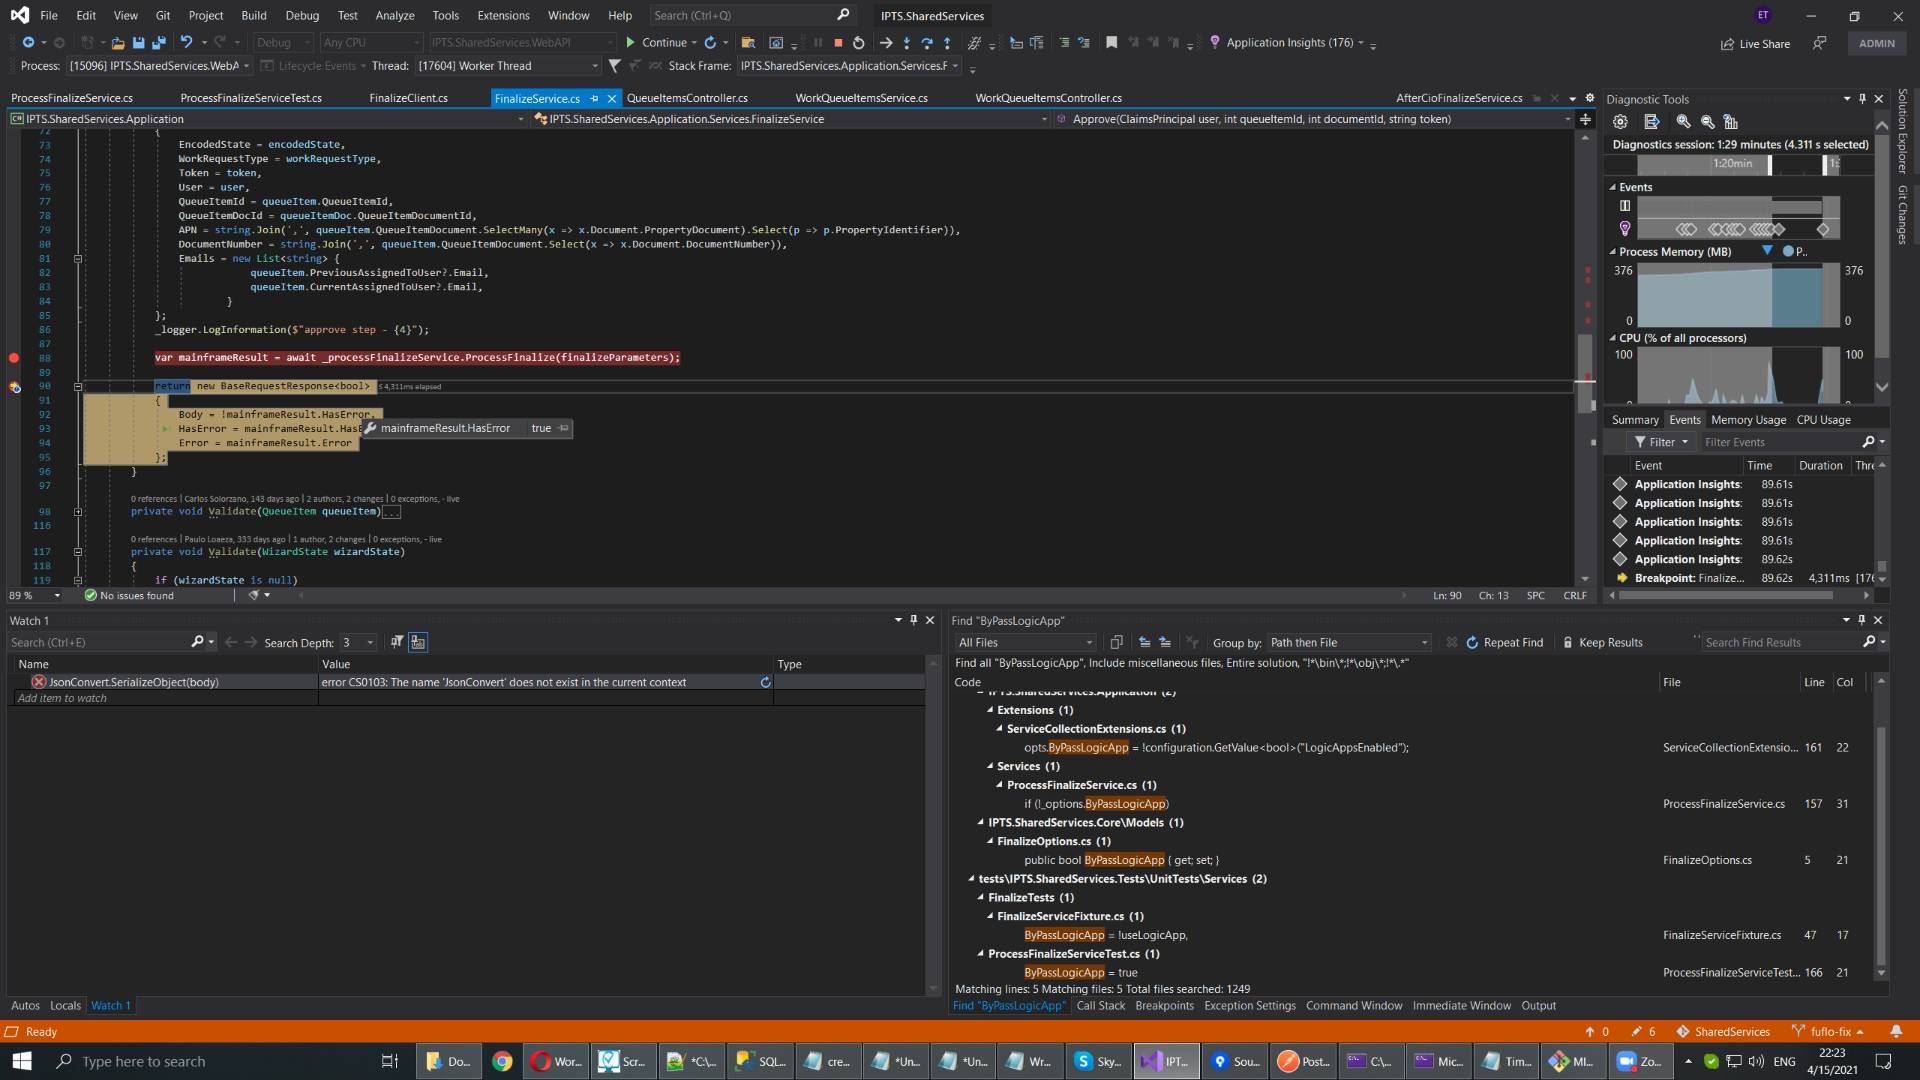 File Edit View Git Project Build Debug Test Analyze Tools Extensions Window Help Search (Ctrl+Q) IPTS.SharedServices ET
Debug Any CPU IPTS.SharedServices.WebAPI Continue Application Insights (176) Live Share ADMIN
Process: [15096] IPTS.SharedServices.WebA Lifecycle Events Thread: [17604] Worker Thread Stack Frame: IPTS.SharedServices.Application.Services.F
ProcessFinalizeService.cs ProcessFinalizeServiceTest.cs FinalizeClient.cs FinalizeService.cs QueueItemsController.cs WorkQueueItemsService.cs WorkQueueItemsController.cs AfterCioFinalizeService.cs
IPTS.SharedServices.Application IPTS.SharedServices.Application.Services.FinalizeService Approve(ClaimsPrincipal user, int queueItemId, int documentId, string token)
72 {
73 EncodedState = encodedState,
74 WorkRequestType = workRequestType,
75 Token = token,
76 User = user,
77 QueueItemId = queueItem.QueueItemId,
78 QueueItemDocId = queueItemDoc.QueueItemDocumentId,
79 APN = string.Join(',', queueItem.QueueItemDocument.SelectMany(x => x.Document.PropertyDocument).Select(p => p.PropertyIdentifier)),
80 DocumentNumber = string.Join(',', queueItem.QueueItemDocument.Select(x => x.Document.DocumentNumber)),
81 Emails = new List<string> {
82 queueItem.PreviousAssignedToUser?.Email,
83 queueItem.CurrentAssignedToUser?.Email,
84 }
85 };
86 _logger.LogInformation($"approve step - {4}");
87
88 var mainframeResult = await _processFinalizeService.ProcessFinalize(finalizeParameters);
89
90 return new BaseRequestResponse<bool> ≤ 4,311ms elapsed
91 {
92 Body = !mainframeResult.HasError,
93 HasError = mainframeResult.HasE mainframeResult.HasError true
94 Error = mainframeResult.Error
95 };
96 }
97
0 references | Carlos Solorzano, 143 days ago | 2 authors, 2 changes | 0 exceptions, - live
98 private void Validate(QueueItem queueItem)...
116
0 references | Paulo Loaeza, 333 days ago | 1 author, 2 changes | 0 exceptions, - live
117 private void Validate(WizardState wizardState)
118 {
119 if (wizardState is null)
89 % No issues found Ln: 90 Ch: 13 SPC CRLF
Diagnostic Tools
Diagnostics session: 1:29 minutes (4.311 s selected)
1:20min 1:
Events
Process Memory (MB) P..
376 376
0 0
CPU (% of all processors)
100 100
Summary Events Memory Usage CPU Usage
Filter Filter Events
Event Time Duration Thre
Application Insights: 89.61s
Application Insights: 89.61s
Application Insights: 89.61s
Application Insights: 89.61s
Application Insights: 89.62s
Breakpoint: Finalize... 89.62s 4,311ms [176
Solution Explorer
Git Changes
Watch 1
Search (Ctrl+E) Search Depth: 3
Name Value Type
JsonConvert.SerializeObject(body) error CS0103: The name 'JsonConvert' does not exist in the current context
Add item to watch
Autos Locals Watch 1
Find "ByPassLogicApp"
All Files Group by: Path then File Repeat Find Keep Results Search Find Results
Find all "ByPassLogicApp", Include miscellaneous files, Entire solution, "!*\bin\*;!*\obj\*;!*\.*"
Code File Line Col
IPTS.SharedServices.Application (2)
Extensions (1)
ServiceCollectionExtensions.cs (1)
opts.ByPassLogicApp = !configuration.GetValue<bool>("LogicAppsEnabled"); ServiceCollectionExtensio... 161 22
Services (1)
ProcessFinalizeService.cs (1)
if (!_options.ByPassLogicApp) ProcessFinalizeService.cs 157 31
IPTS.SharedServices.Core\Models (1)
FinalizeOptions.cs (1)
public bool ByPassLogicApp { get; set; } FinalizeOptions.cs 5 21
tests\IPTS.SharedServices.Tests\UnitTests\Services (2)
FinalizeTests (1)
FinalizeServiceFixture.cs (1)
ByPassLogicApp = !useLogicApp, FinalizeServiceFixture.cs 47 17
ProcessFinalizeServiceTest.cs (1)
ByPassLogicApp = true ProcessFinalizeServiceTest... 166 21
Matching lines: 5 Matching files: 5 Total files searched: 1249
Find "ByPassLogicApp" Call Stack Breakpoints Exception Settings Command Window Immediate Window Output
Ready 0 6 SharedServices fuflo-fix
Type here to search Do... Wor... Scr... *C:\... SQL... cre... *Un... *Un... Wr... Sky... IPT... Sou... Post... C:\... Mic... Tim... MI... Zo... ENG 22:23
4/15/2021